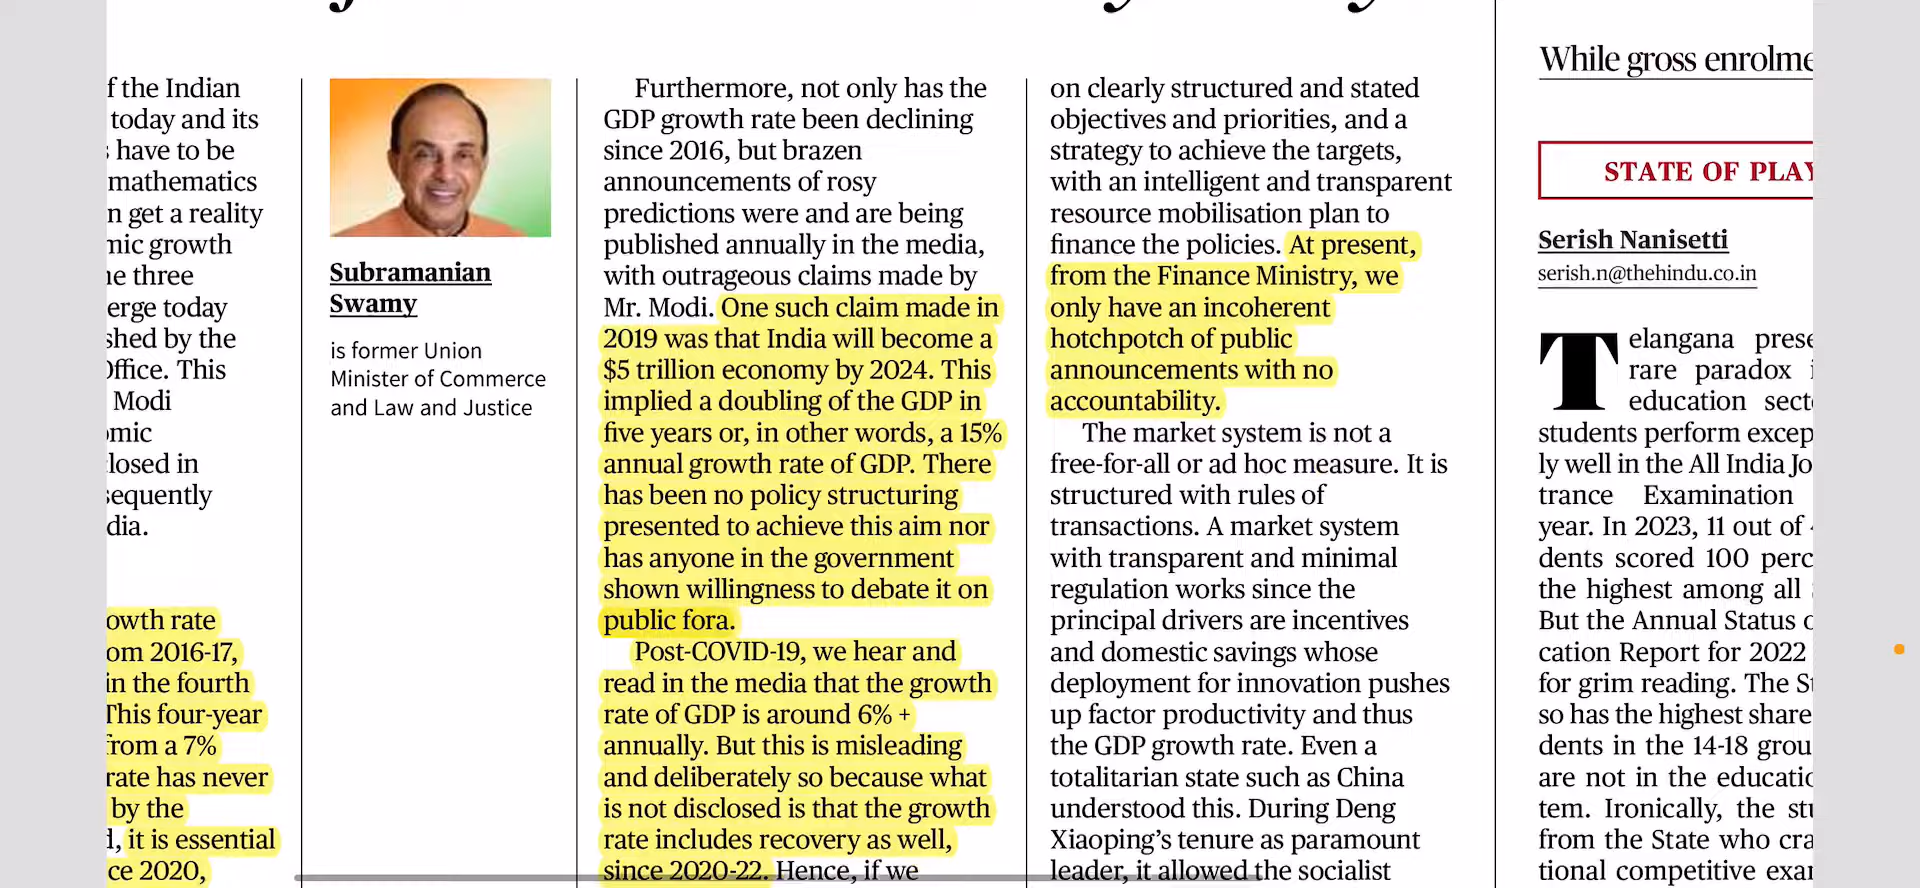 f the Indian
today and its
have to be
mathematics
n get a reality
mic growth
three
erge today
shed by the
Office. This
Modi
omic
losed in
sequently
dia.
owth rate
om 2016-17,
in the fourth
This four-year
from a 7%
rate has never
by the
it is essential
ce 2020,
Subramanian
Swamy
is former Union
Minister of Commerce
and Law and Justice
Furthermore, not only has the
GDP growth rate been declining
since 2016, but brazen
announcements of rosy
predictions were and are being
published annually in the media,
with outrageous claims made by
Mr. Modi. One such claim made in
2019 was that India will become a
$5 trillion economy by 2024. This
implied a doubling of the GDP in
five years or, in other words, a 15%
annual growth rate of GDP. There
has been no policy structuring
presented to achieve this aim nor
has anyone in the government
shown willingness to debate it on
public fora.
Post-COVID-19, we hear and
read in the media that the growth
rate of GDP is around 6% +
annually. But this is misleading
and deliberately so because what
is not disclosed is that the growth
rate includes recovery as well,
since 2020-22. Hence, if we
on clearly structured and stated
objectives and priorities, and a
strategy to achieve the targets,
with an intelligent and transparent
resource mobilisation plan to
finance the policies. At present,
from the Finance Ministry, we
only have an incoherent
hotchpotch of public
announcements with no
accountability.
The market system is not a
free-for-all or ad hoc measure. It is
structured with rules of
transactions. A market system
with transparent and minimal
regulation works since the
principal drivers are incentives
and domestic savings whose
deployment for innovation pushes
up factor productivity and thus
the GDP growth rate. Even a
totalitarian state such as China
understood this. During Deng
Xiaoping's tenure as paramount
leader, it allowed the socialist
While gross enrolme
STATE OF PLAY
Serish Nanisetti
serish.n@thehindu.co.in
Telangana prese
rare paradox
education sect
students perform excep
ly well in the All India Jo
trance Examination
year. In 2023, 11 out of
dents scored 100 perc
the highest among all
But the Annual Status o
cation Report for 2022
for grim reading. The St
so has the highest share
dents in the 14-18 grou
are not in the educatio
tem. Ironically, the stu
from the State who cra
tional competitive exam